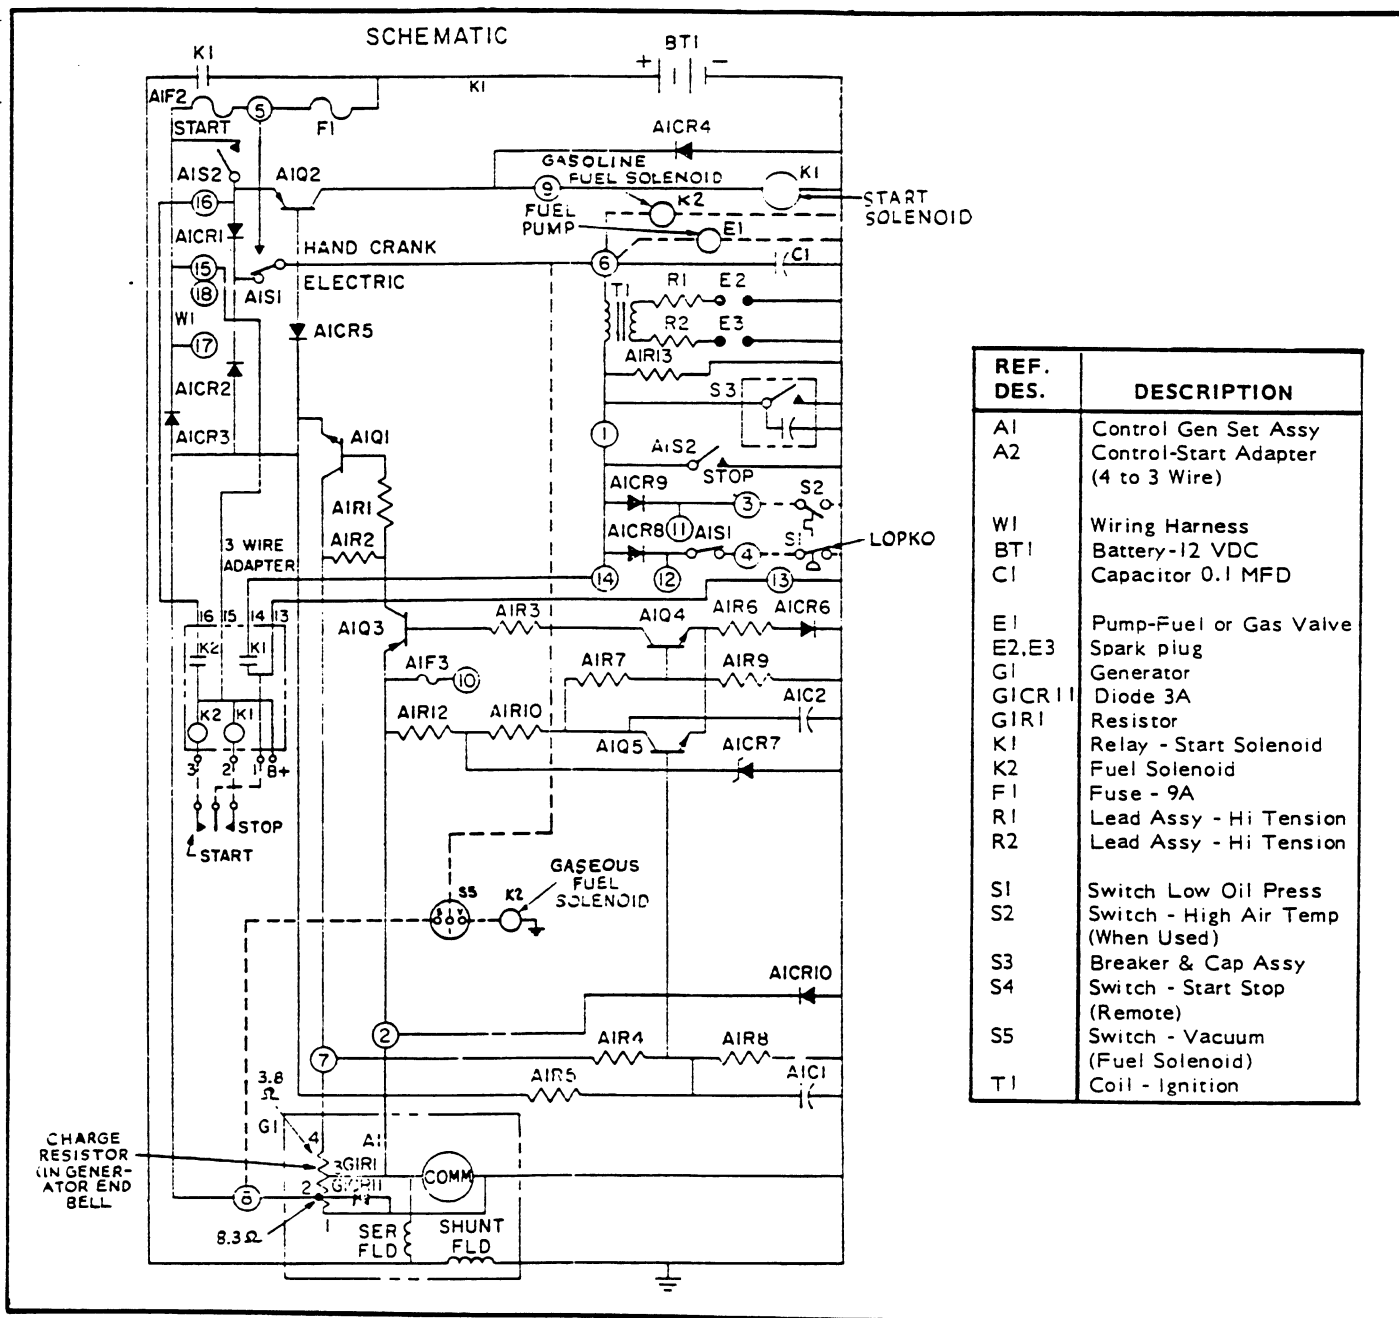 SCHEMATIC
K1
BT1
+
−
K1
A1F2
5
F1
START
A1CR4
GASOLINE
FUEL SOLENOID
A1S2
A1Q2
9
K1
16
K2
START
SOLENOID
FUEL
PUMP
E1
A1CR1
HAND CRANK
15
6
C1
18
A1S1
ELECTRIC
T1
R1
E2
W1
A1CR5
R2
E3
17
A1R13
A1CR2
S3
A1CR3
A1Q1
1
A1S2
STOP
A1CR9
3
S2
A1R1
11
A1R2
A1CR8
A1S1
S1
LOPKO
4
3 WIRE
ADAPTER
14
12
13
16 15 14 13
A1Q3
A1R3
A1Q4
A1R6
A1CR6
K2
K1
A1F3
10
A1R7
A1R9
K2
K1
A1R12
A1R10
A1C2
A1Q5
A1CR7
3 2 1 B+
STOP
START
GASEOUS
FUEL
SOLENOID
S5
K2
A1CR10
2
7
A1R4
A1R8
3.8
Ω
A1R5
A1C1
G1
4
A1
CHARGE
RESISTOR
(IN GENER-
ATOR END
BELL
3
G1R1
COMM
8
2
G1CR11
1
8.3Ω
SER
FLD
SHUNT
FLD
REF.
DES. DESCRIPTION
A1 Control Gen Set Assy
A2 Control-Start Adapter
(4 to 3 Wire)
W1 Wiring Harness
BT1 Battery-12 VDC
C1 Capacitor 0.1 MFD
E1 Pump-Fuel or Gas Valve
E2,E3 Spark plug
G1 Generator
G1CR11 Diode 3A
G1R1 Resistor
K1 Relay - Start Solenoid
K2 Fuel Solenoid
F1 Fuse - 9A
R1 Lead Assy - Hi Tension
R2 Lead Assy - Hi Tension
S1 Switch Low Oil Press
S2 Switch - High Air Temp
(When Used)
S3 Breaker & Cap Assy
S4 Switch - Start Stop
(Remote)
S5 Switch - Vacuum
(Fuel Solenoid)
T1 Coil - Ignition